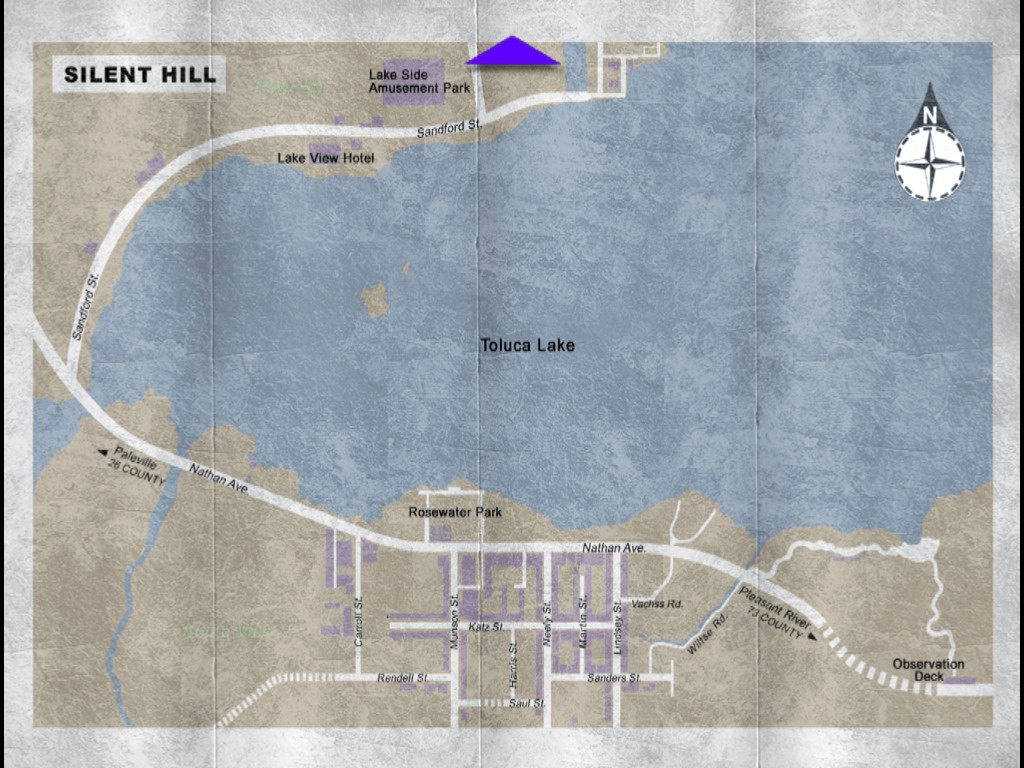 SILENT HILL
Lake Side
Amusement Park
N
Sandford St.
Lake View Hotel
Sandford St.
Toluca Lake
Paleville
26 COUNTY
Nathan Ave.
Rosewater Park
Nathan Ave.
Vachss Rd.
Pleasant River
73 COUNTY
Wiltse Rd.
Carroll St.
Munson St.
Katz St.
Neely St.
Martin St.
Lindsey St.
Harris St.
Rendell St.
Sanders St.
Saul St.
Observation
Deck